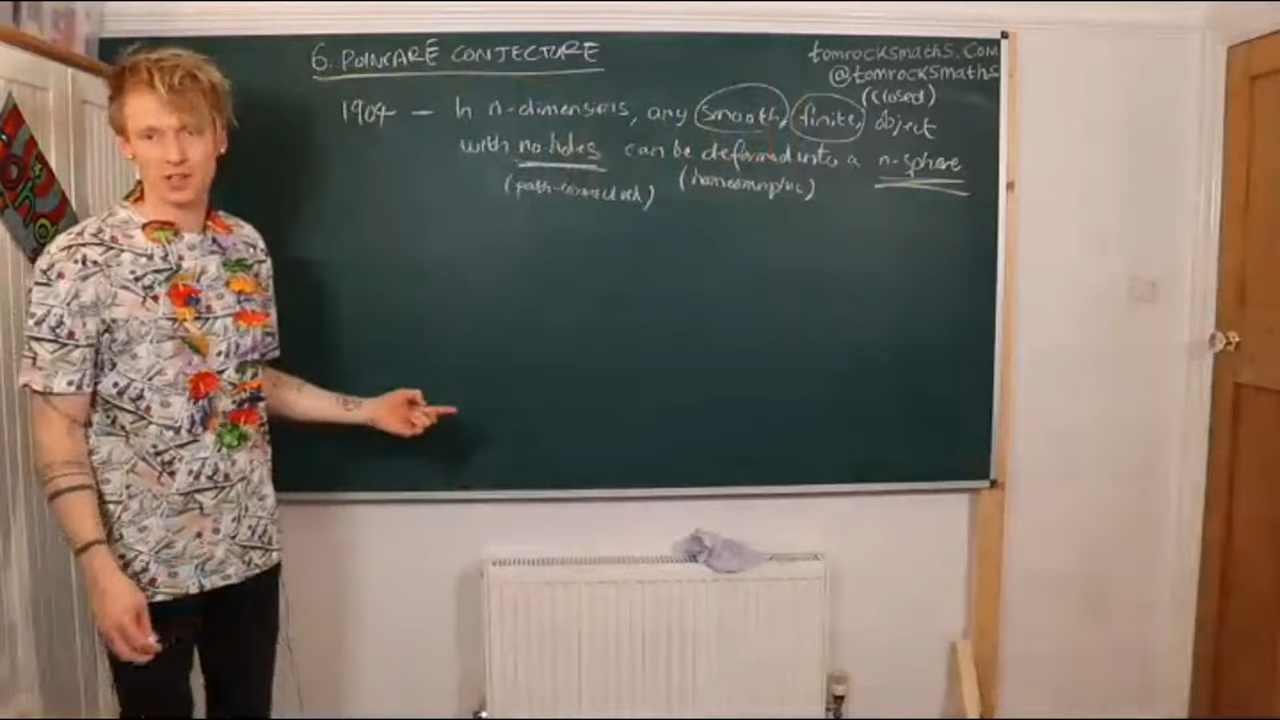 6. POINCARÉ CONJECTURE
tomrocksmaths.com
@tomrocksmaths
(closed)
1904 - In n-dimensions, any smooth, finite, object
with no holes can be deformed into a n-sphere
(path-connected) (homeomorphic)